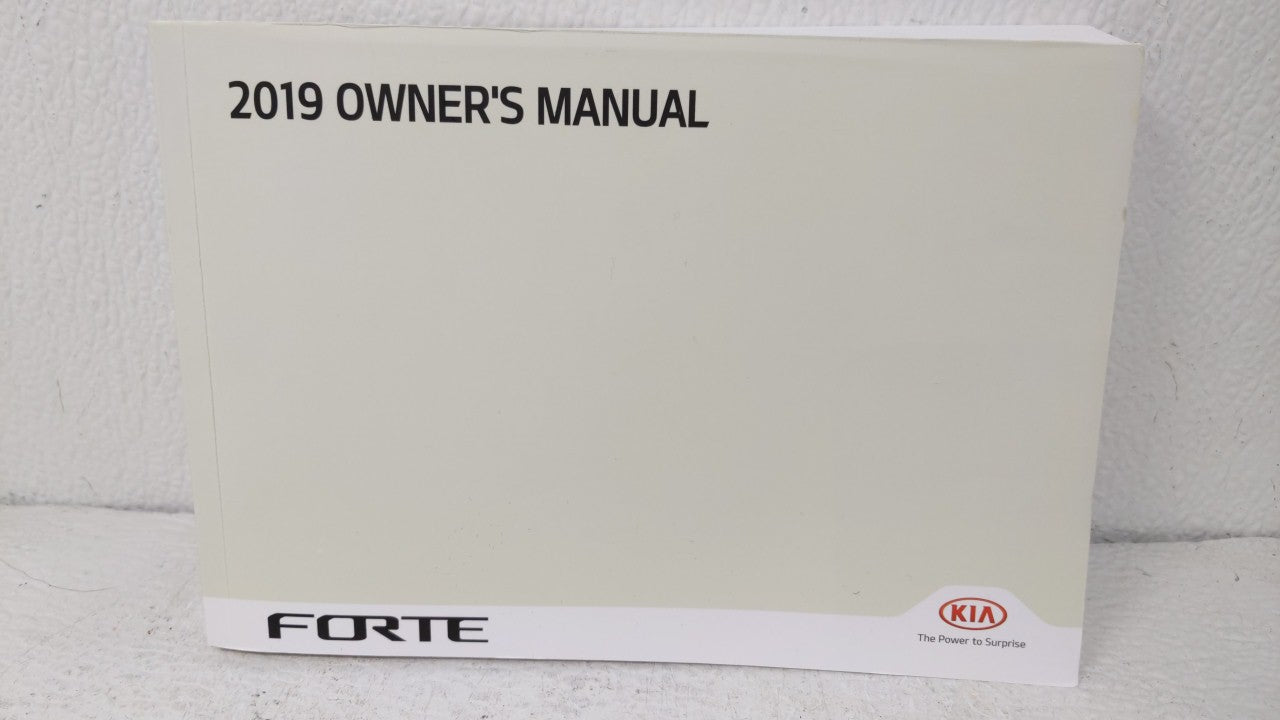 2019 OWNER'S MANUAL
FORTE
KIA
The Power to Surprise